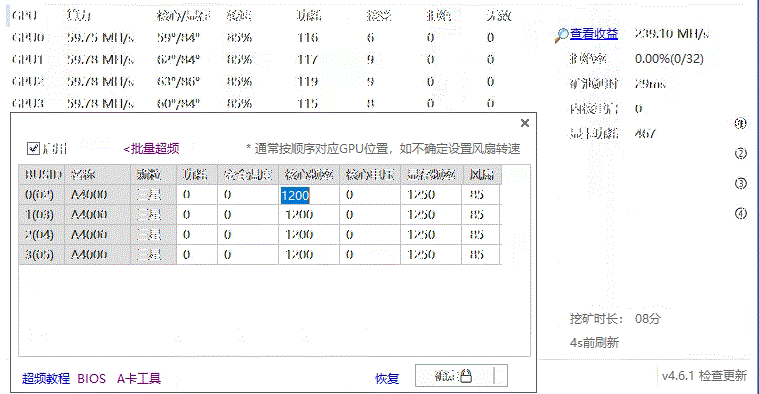 GPU 算力 核心/显存 转速 功耗 接受 拒绝 无效
GPU0 59.75 MH/s 59°/84° 85% 116 6 0 0
GPU1 59.78 MH/s 62°/84° 85% 117 9 0 0
GPU2 59.78 MH/s 63°/86° 85% 119 9 0 0
GPU3 59.78 MH/s 60°/84° 85% 115 8 0 0
查看收益 239.10 MH/s
拒绝率 0.00%(0/32)
矿池延时 29ms
内核重启 0
显卡功耗 467
①
②
③
④
启用 <批量超频 * 通常按顺序对应GPU位置，如不确定设置风扇转速
BUSID 名称 颗粒 功耗 核心频率 核心电压 显存频率 风扇
0(02) A4000 三星 0 0 1200 0 1250 85
1(03) A4000 三星 0 0 1200 0 1250 85
2(04) A4000 三星 0 0 1200 0 1250 85
3(05) A4000 三星 0 0 1200 0 1250 85
超频教程 BIOS A卡工具 恢复
挖矿时长： 08分
4s前刷新
v4.6.1 检查更新